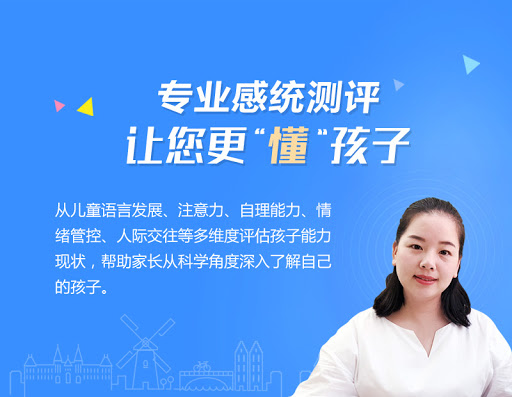 专业感统测评
让您更“懂“孩子
从儿童语言发展、注意力、自理能力、情
绪管控、人际交往等多维度评估孩子能力
现状，帮助家长从科学角度深入了解自己
的孩子。